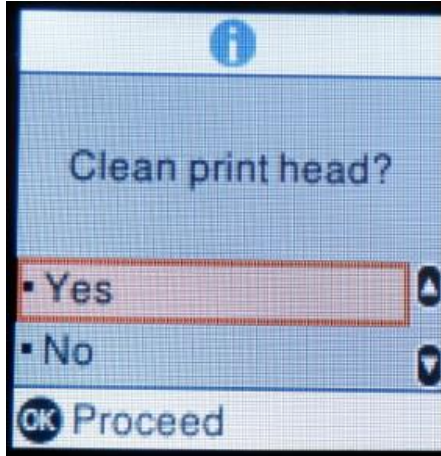 Clean print head?
Yes
No
OK Proceed